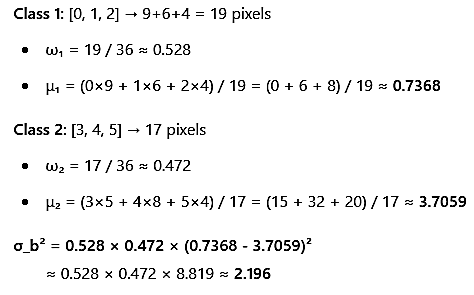 Class 1: [0, 1, 2] → 9+6+4 = 19 pixels
• ω₁ = 19 / 36 ≈ 0.528
• μ₁ = (0×9 + 1×6 + 2×4) / 19 = (0 + 6 + 8) / 19 ≈ 0.7368
Class 2: [3, 4, 5] → 17 pixels
• ω₂ = 17 / 36 ≈ 0.472
• μ₂ = (3×5 + 4×8 + 5×4) / 17 = (15 + 32 + 20) / 17 ≈ 3.7059
σ_b² = 0.528 × 0.472 × (0.7368 - 3.7059)²
≈ 0.528 × 0.472 × 8.819 ≈ 2.196